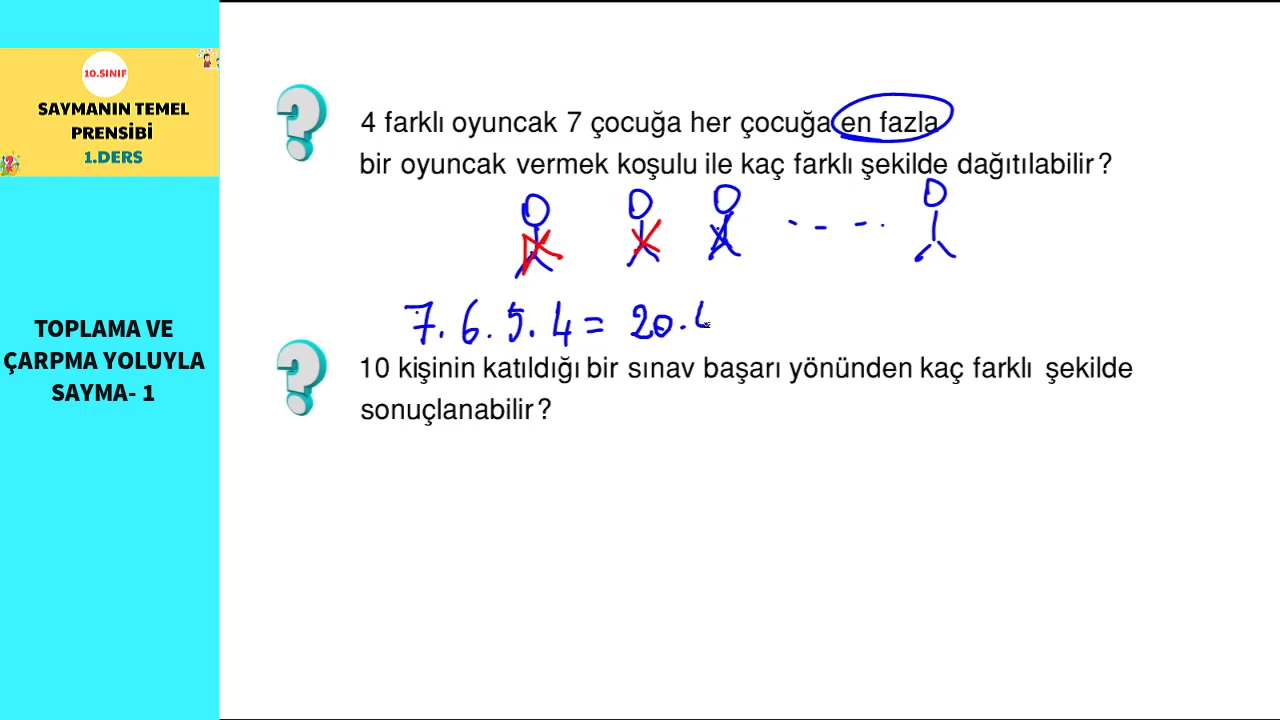 10.SINIF
SAYMANIN TEMEL
PRENSİBİ
1.DERS
TOPLAMA VE
ÇARPMA YOLUYLA
SAYMA- 1
4 farklı oyuncak 7 çocuğa her çocuğa en fazla
bir oyuncak vermek koşulu ile kaç farklı şekilde dağıtılabilir?
7.6.5.4 = 20.
10 kişinin katıldığı bir sınav başarı yönünden kaç farklı şekilde
sonuçlanabilir?